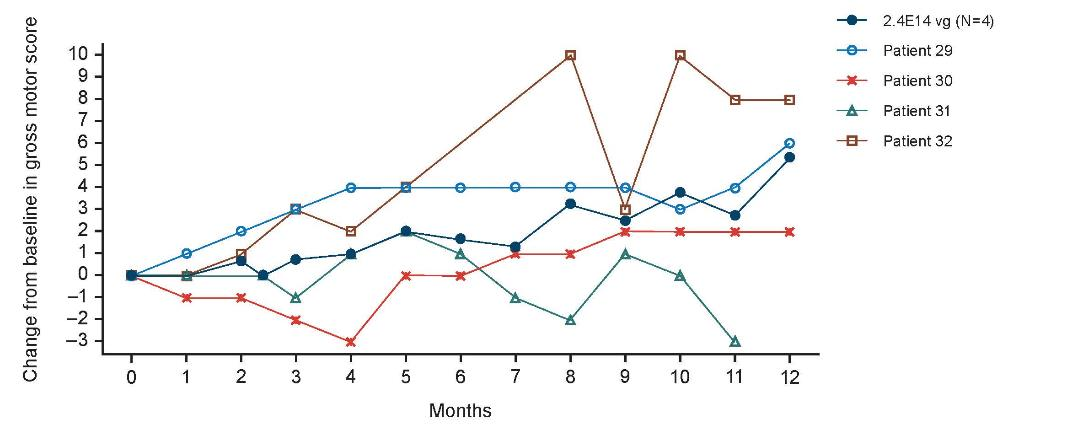 Change from baseline in gross motor score
10
9
8
7
6
5
4
3
2
1
0
–1
–2
–3
0 1 2 3 4 5 6 7 8 9 10 11 12
Months
2.4E14 vg (N=4)
Patient 29
Patient 30
Patient 31
Patient 32